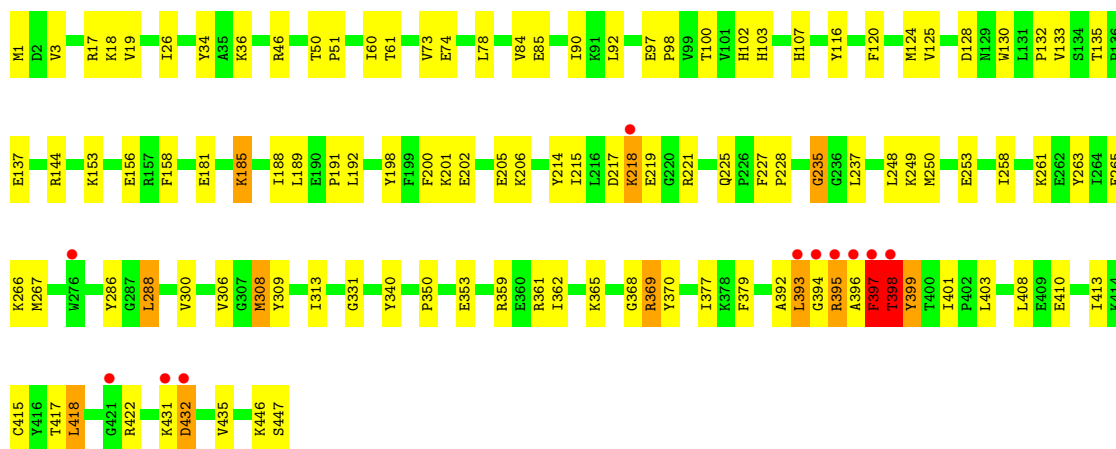 M1 D2 V3 R17 K18 V19 I26 Y34 A35 K36 R46 T50 P51 I60 T61 V73 E74 L78 V84 E85 I90 K91 L92 E97 P98 V99 T100 V101 H102 H103 H107 Y116 F120 M124 V125 D128 N129 W130 L131 P132 V133 S134 T135
E137 R144 K153 E156 R157 F158 E181 K185 I188 L189 E190 P191 L192 Y198 F199 F200 K201 E202 E205 K206 Y214 I215 L216 D217 K218 E219 G220 R221 Q225 P226 F227 P228 G235 G236 L237 L248 K249 M250 E253 I258 K261 E262 Y263 I264
K266 M267 W276 Y286 G287 L288 V300 V306 G307 M308 Y309 I313 G331 Y340 P350 E353 R359 E360 R361 I362 K365 G368 R369 Y370 I377 K378 F379 A392 L393 G394 R395 A396 F397 T398 Y399 T400 I401 P402 L403 L408 E409 E410 I413 K414
C415 Y416 T417 L418 G421 R422 K431 D432 V435 K446 S447